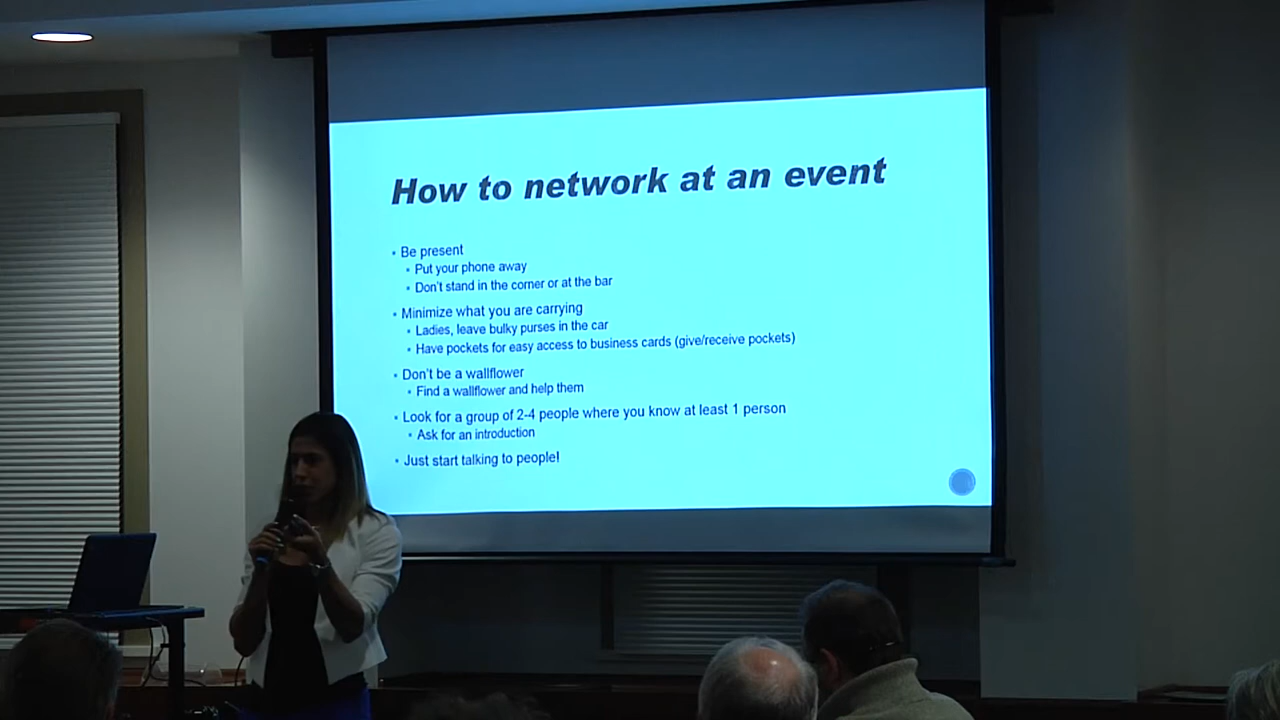 How to network at an event
• Be present
• Put your phone away
• Don't stand in the corner or at the bar
• Minimize what you are carrying
• Ladies, leave bulky purses in the car
• Have pockets for easy access to business cards (give/receive pockets)
• Don't be a wallflower
• Find a wallflower and help them
• Look for a group of 2-4 people where you know at least 1 person
• Ask for an introduction
• Just start talking to people!